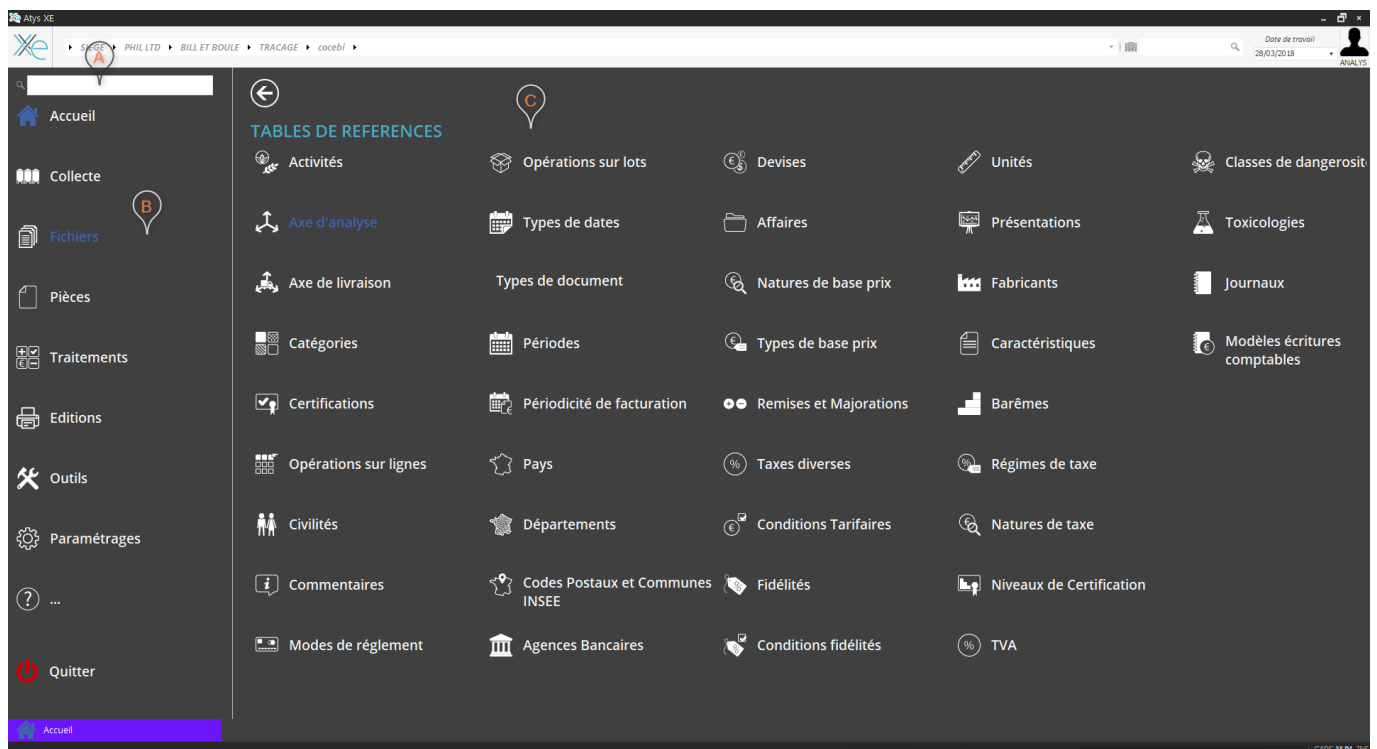 Atys XE
SIEGE PHIL LTD BILL ET BOULE TRACAGE cocebi
Date de travail
28/03/2018
ANALYS
A
B
C
Accueil
Collecte
Fichiers
Pièces
Traitements
Editions
Outils
Paramétrages
...
Quitter
Accueil
TABLES DE REFERENCES
Activités
Axe d'analyse
Axe de livraison
Catégories
Certifications
Opérations sur lignes
Civilités
Commentaires
Modes de réglement
Opérations sur lots
Types de dates
Types de document
Périodes
Périodicité de facturation
Pays
Départements
Codes Postaux et Communes
INSEE
Agences Bancaires
Devises
Affaires
Natures de base prix
Types de base prix
Remises et Majorations
Taxes diverses
Conditions Tarifaires
Fidélités
Conditions fidélités
Unités
Présentations
Fabricants
Caractéristiques
Barêmes
Régimes de taxe
Natures de taxe
Niveaux de Certification
TVA
Classes de dangerosit
Toxicologies
Journaux
Modèles écritures
comptables
CAPS NUM INS